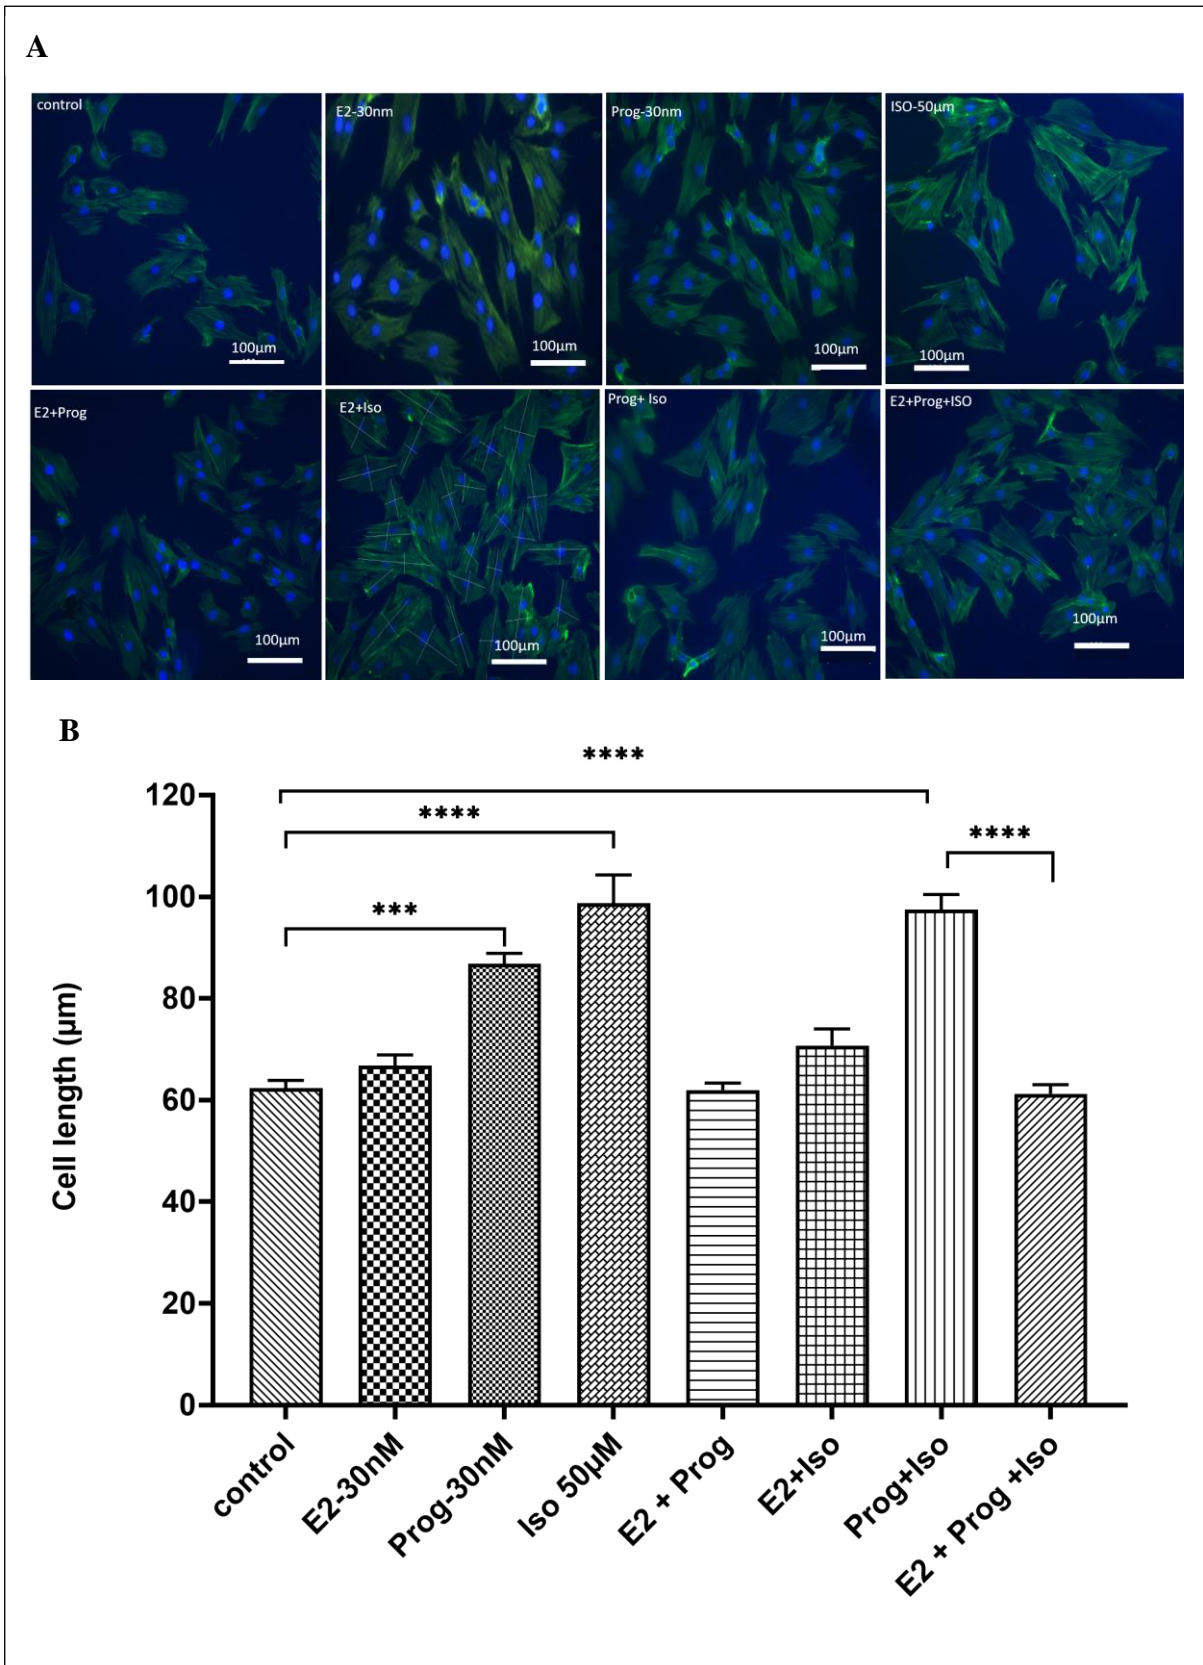 A
control
E2-30nm
Prog-30nm
ISO-50µm
100µm
100µm
100µm
100µm
E2+Prog
E2+Iso
Prog+ Iso
E2+Prog+ISO
100µm
100µm
100µm
100µm
B
****
****
****
***
120
100
80
60
40
20
0
Cell length (µm)
control
E2-30nM
Prog-30nM
Iso 50µM
E2 + Prog
E2+Iso
Prog+Iso
E2 + Prog +Iso